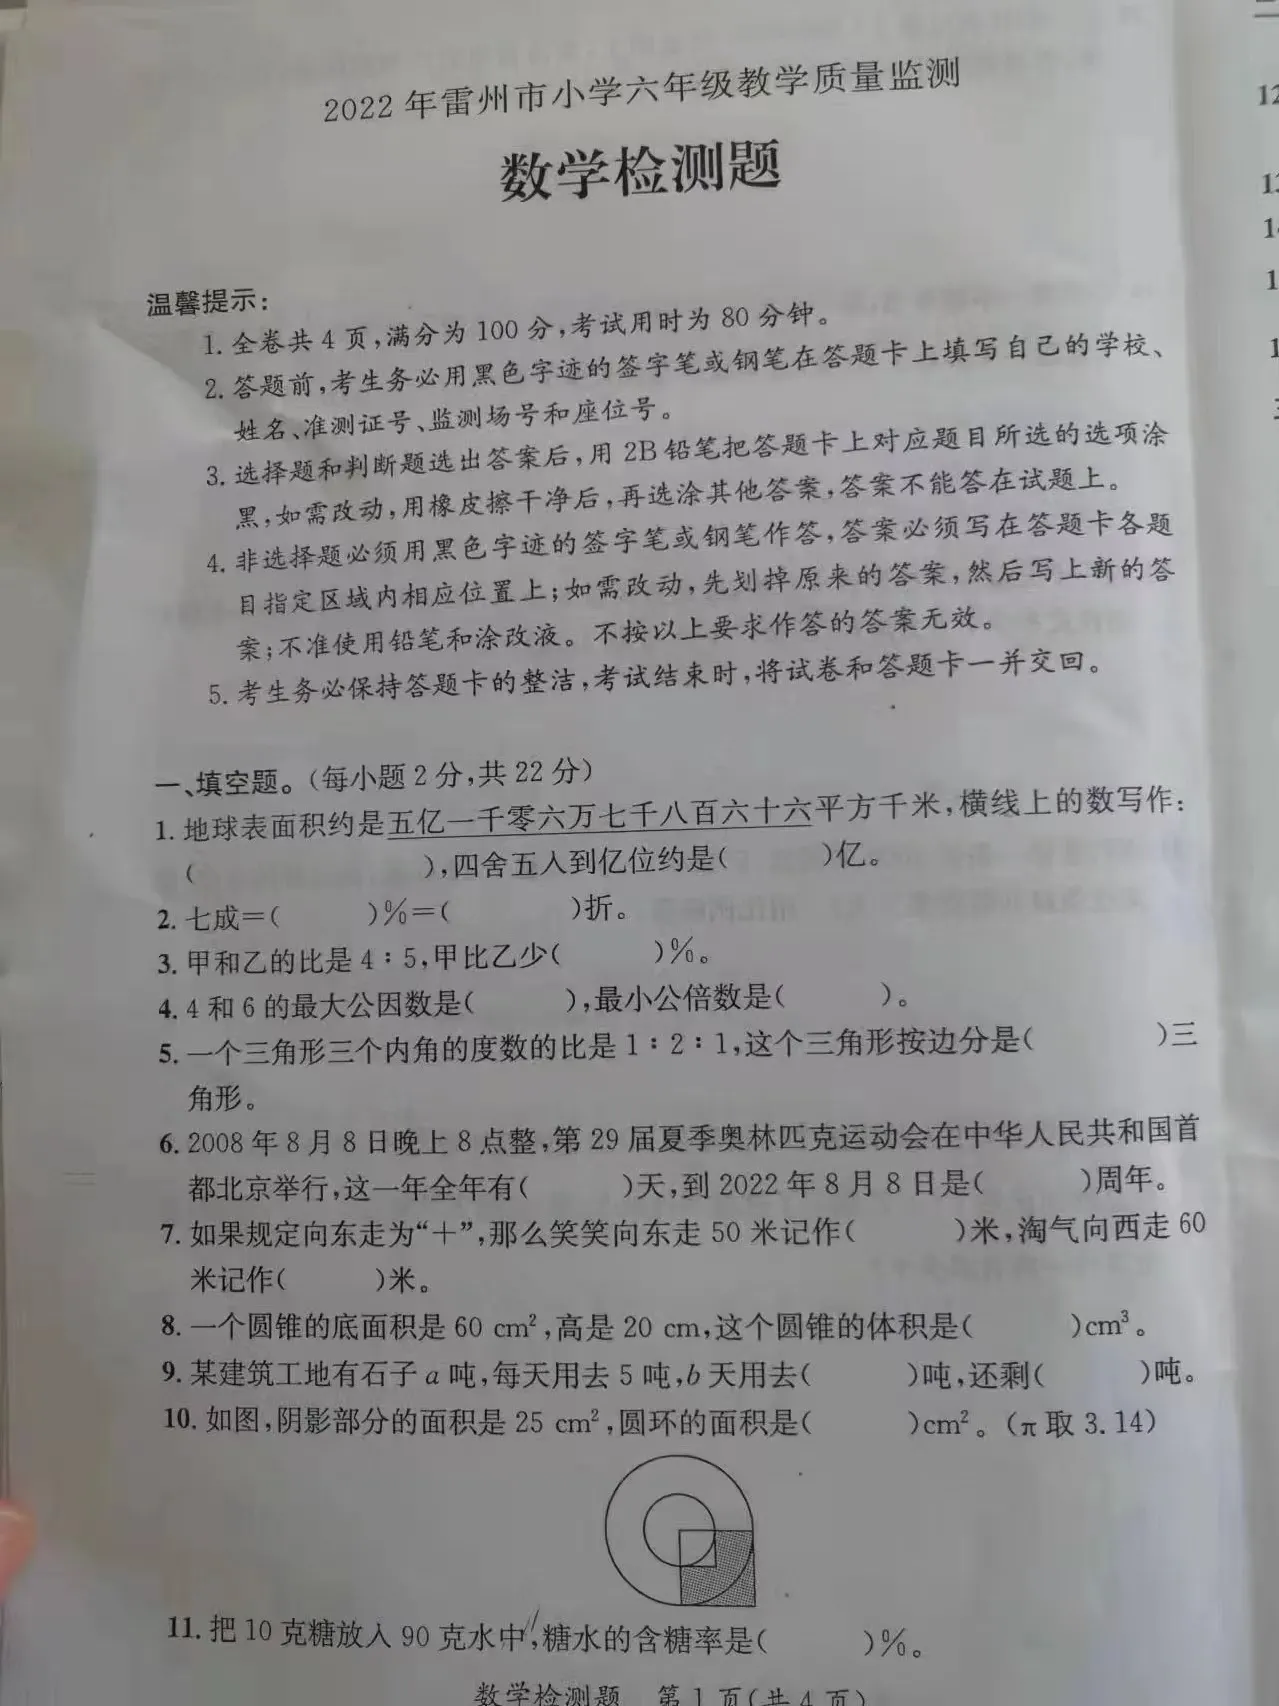 2022 年雷州市小学六年级教学质量监测
数学检测题
温馨提示:
1. 全卷共 4 页,满分为 100 分,考试用时为 80 分钟。
2. 答题前,考生务必用黑色字迹的签字笔或钢笔在答题卡上填写自己的学校、
姓名、准测证号、监测场号和座位号。
3. 选择题和判断题选出答案后,用 2B 铅笔把答题卡上对应题目所选的选项涂
黑,如需改动,用橡皮擦干净后,再选涂其他答案,答案不能答在试题上。
4. 非选择题必须用黑色字迹的签字笔或钢笔作答,答案必须写在答题卡各题
目指定区域内相应位置上;如需改动,先划掉原来的答案,然后写上新的答
案;不准使用铅笔和涂改液。不按以上要求作答的答案无效。
5. 考生务必保持答题卡的整洁,考试结束时,将试卷和答题卡一并交回。
一、填空题。(每小题 2 分,共 22 分)
1. 地球表面积约是五亿一千零六万七千八百六十六平方千米,横线上的数写作:
( ),四舍五入到亿位约是( )亿。
2. 七成=( )%=( )折。
3. 甲和乙的比是 4∶5,甲比乙少( )%。
4. 4 和 6 的最大公因数是( ),最小公倍数是( )。
5. 一个三角形三个内角的度数的比是 1∶2∶1,这个三角形按边分是( )三
角形。
6. 2008 年 8 月 8 日晚上 8 点整,第 29 届夏季奥林匹克运动会在中华人民共和国首
都北京举行,这一年全年有( )天,到 2022 年 8 月 8 日是( )周年。
7. 如果规定向东走为“+”,那么笑笑向东走 50 米记作( )米,淘气向西走 60
米记作( )米。
8. 一个圆锥的底面积是 60 cm²,高是 20 cm,这个圆锥的体积是( )cm³。
9. 某建筑工地有石子 a 吨,每天用去 5 吨,b 天用去( )吨,还剩( )吨。
10. 如图,阴影部分的面积是 25 cm²,圆环的面积是( )cm²。(π 取 3.14)
11. 把 10 克糖放入 90 克水中,糖水的含糖率是( )%。
数学检测题 第 1 页(共 4 页)